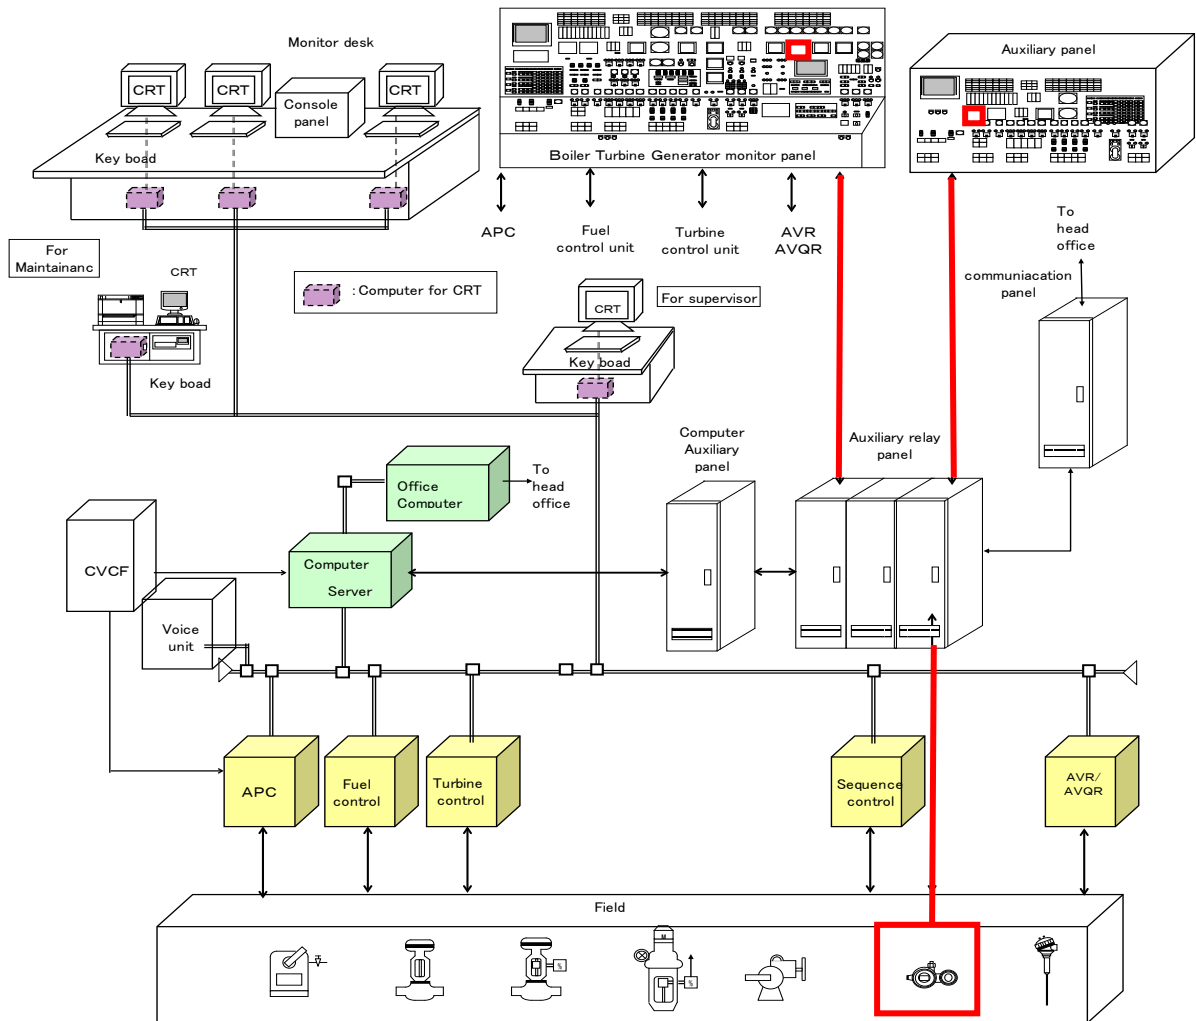 Monitor desk
CRT
CRT
CRT
Console
panel
Key boad
Boiler Turbine Generator monitor panel
Auxiliary panel
APC
Fuel
control unit
Turbine
control unit
AVR
AVQR
To
head
office
communiacation
panel
For
Maintainanc
CRT
Key boad
: Computer for CRT
For supervisor
CRT
Key boad
Computer
Auxiliary
panel
Auxiliary relay
panel
Office
Computer
To
head
office
CVCF
Computer
Server
Voice
unit
APC
Fuel
control
Turbine
control
Sequence
control
AVR/
AVQR
Field
M
%
%